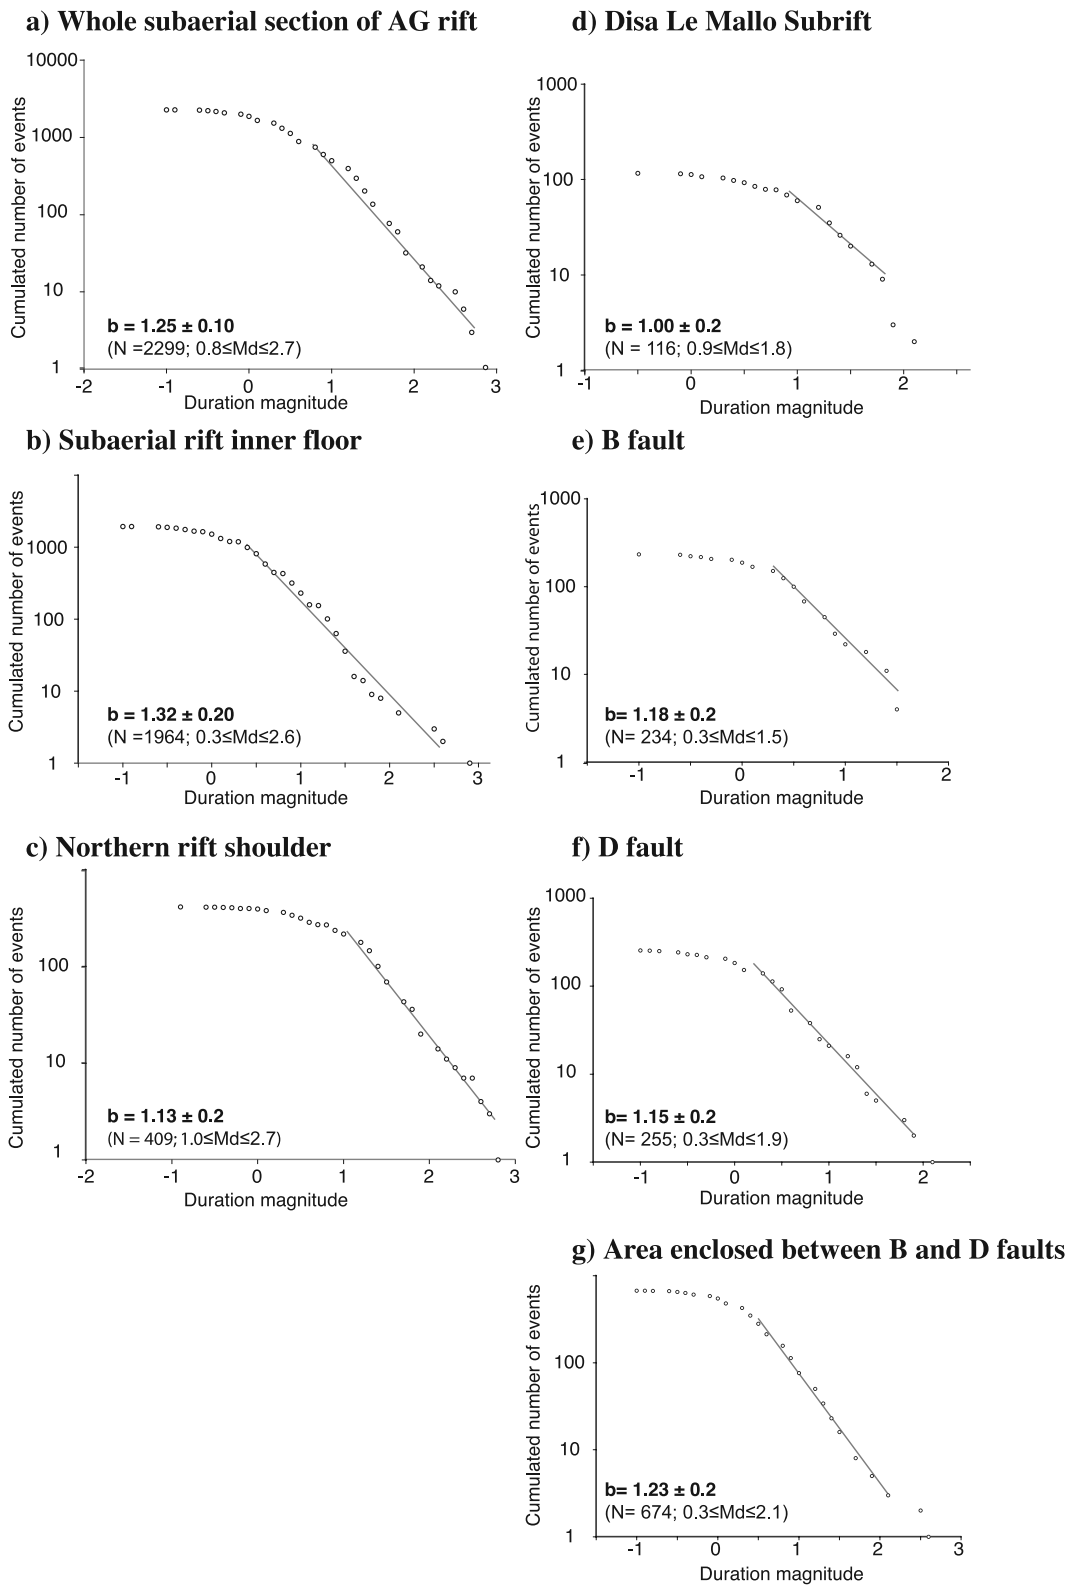 a) Whole subaerial section of AG rift
Cumulated number of events
10000
1000
100
10
1
b = 1.25 ± 0.10
(N =2299; 0.8≤Md≤2.7)
-2 -1 0 1 2 3
Duration magnitude
b) Subaerial rift inner floor
Cumulated number of events
1000
100
10
1
b = 1.32 ± 0.20
(N =1964; 0.3≤Md≤2.6)
-1 0 1 2 3
Duration magnitude
c) Northern rift shoulder
Cumulated number of events
100
10
1
b = 1.13 ± 0.2
(N = 409; 1.0≤Md≤2.7)
-2 -1 0 1 2 3
Duration magnitude
d) Disa Le Mallo Subrift
Cumulated number of events
1000
100
10
1
b = 1.00 ± 0.2
(N = 116; 0.9≤Md≤1.8)
-1 0 1 2
Duration magnitude
e) B fault
Cumulated number of events
1000
100
10
1
b= 1.18 ± 0.2
(N= 234; 0.3≤Md≤1.5)
-1 0 1 2
Duration magnitude
f) D fault
Cumulated number of events
1000
100
10
1
b= 1.15 ± 0.2
(N= 255; 0.3≤Md≤1.9)
-1 0 1 2
Duration magnitude
g) Area enclosed between B and D faults
Cumulated number of events
100
10
1
b= 1.23 ± 0.2
(N= 674; 0.3≤Md≤2.1)
-1 0 1 2 3
Duration magnitude